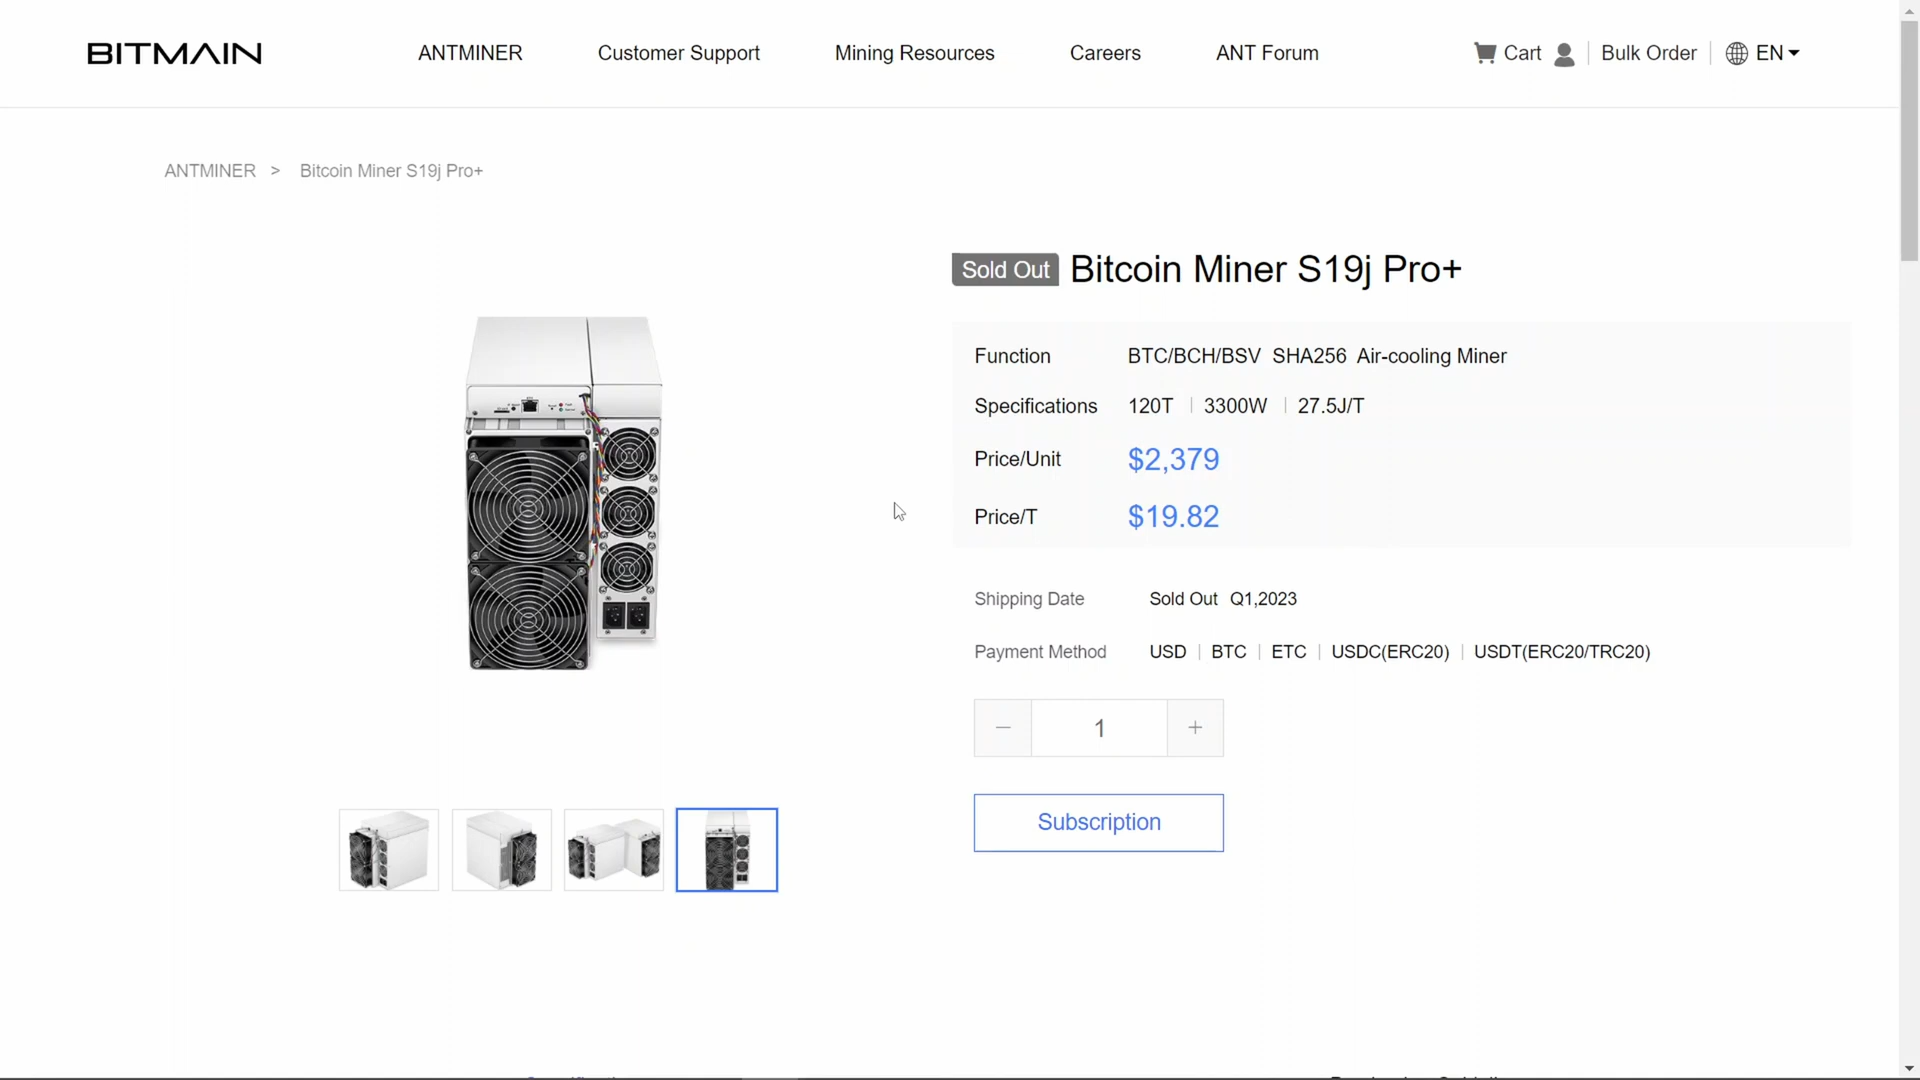 BITMAIN
ANTMINER Customer Support Mining Resources Careers ANT Forum Cart Bulk Order EN
ANTMINER > Bitcoin Miner S19j Pro+
Sold Out Bitcoin Miner S19j Pro+
Function BTC/BCH/BSV SHA256 Air-cooling Miner
Specifications 120T | 3300W | 27.5J/T
Price/Unit $2,379
Price/T $19.82
Shipping Date Sold Out Q1,2023
Payment Method USD | BTC | ETC | USDC(ERC20) | USDT(ERC20/TRC20)
− 1 +
Subscription